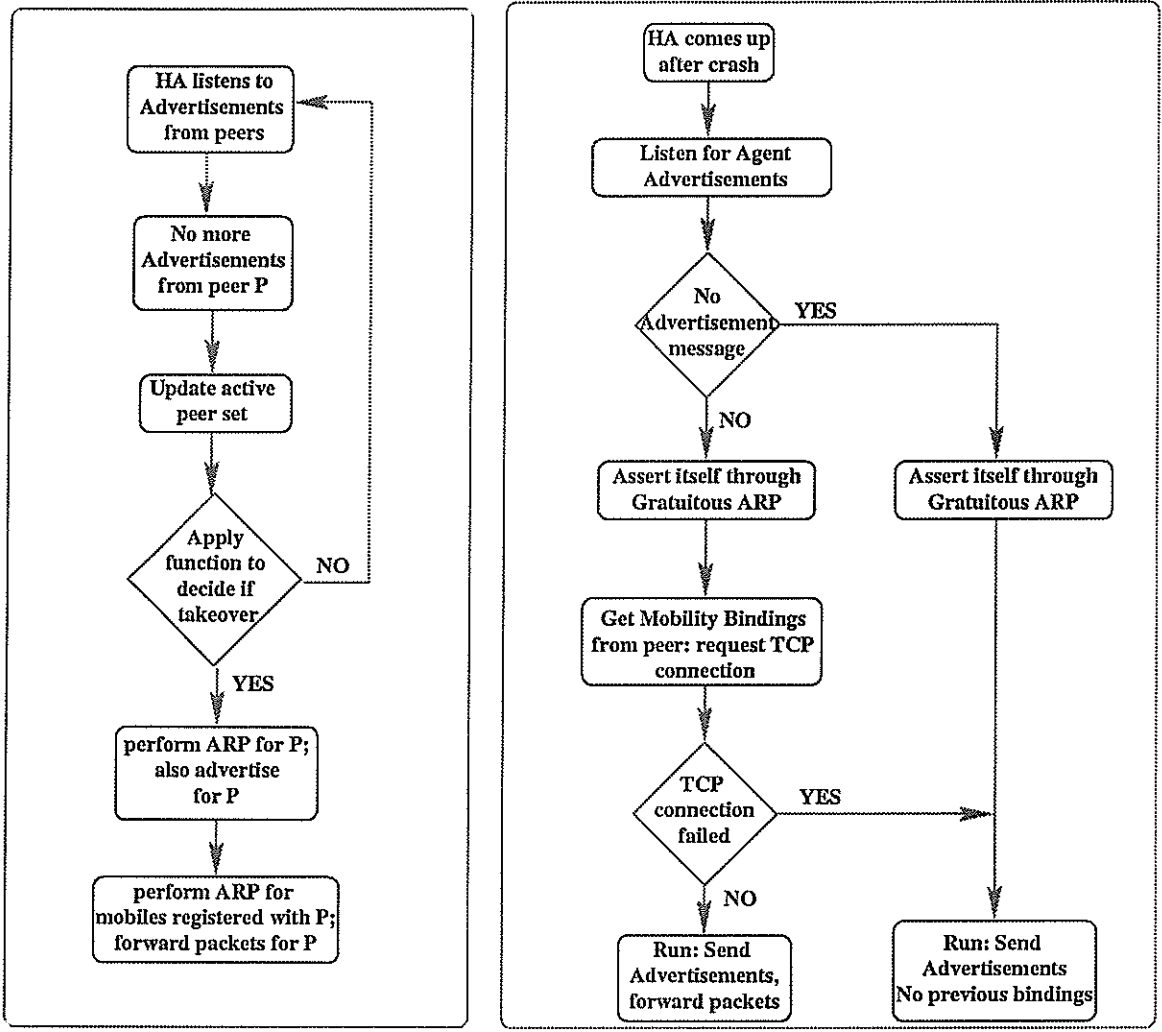 HA listens to
Advertisements
from peers
No more
Advertisements
from peer P
Update active
peer set
Apply
function to
decide if
takeover
NO
YES
perform ARP for P;
also advertise
for P
perform ARP for
mobiles registered with P;
forward packets for P
HA comes up
after crash
Listen for Agent
Advertisements
No
Advertisement
message
YES
NO
Assert itself through
Gratuitous ARP
Assert itself through
Gratuitous ARP
Get Mobility Bindings
from peer: request TCP
connection
TCP
connection
failed
YES
NO
Run: Send
Advertisements,
forward packets
Run: Send
Advertisements
No previous bindings